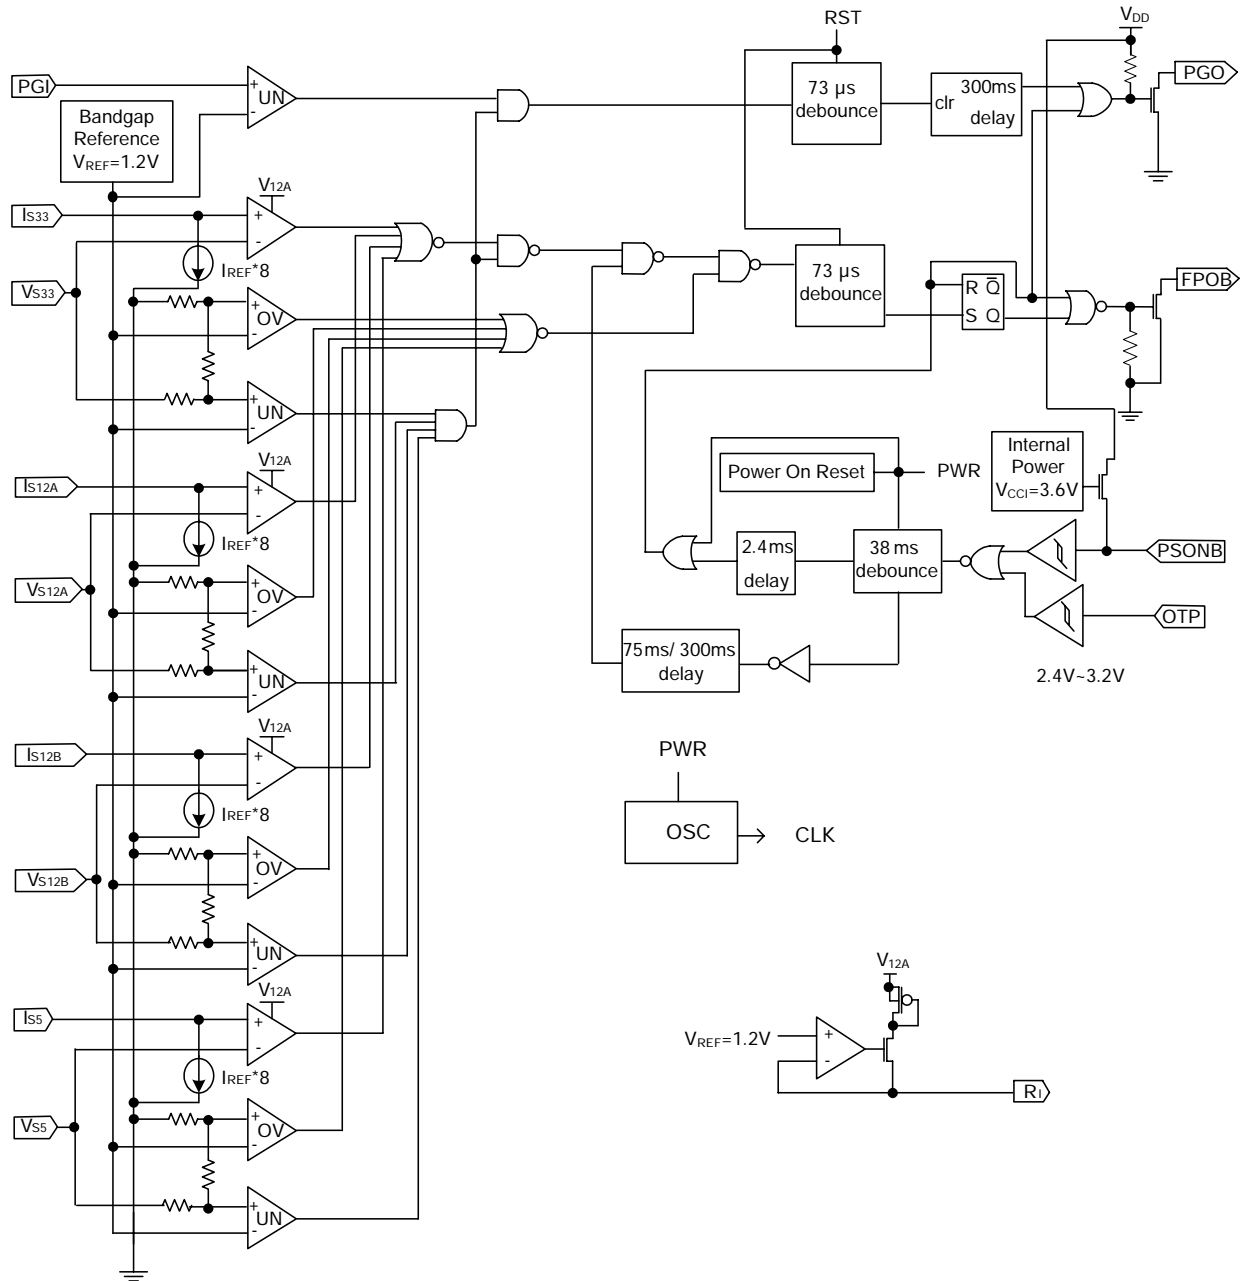 RST
VDD
PGI
+
UN
-
73 µs
debounce
clr
300ms
delay
PGO
Bandgap
Reference
VREF=1.2V
V12A
IS33
+
-
IREF*8
73 µs
debounce
R Q̅
S Q
FPOB
VS33
+
OV
-
+
UN
-
Internal
Power
VCCI=3.6V
Power On Reset
PWR
V12A
IS12A
+
-
IREF*8
2.4ms
delay
38ms
debounce
PSONB
VS12A
+
OV
-
OTP
75ms/ 300ms
delay
2.4V~3.2V
+
UN
-
V12A
IS12B
+
-
IREF*8
PWR
OSC
CLK
VS12B
+
OV
-
+
UN
-
V12A
IS5
+
-
IREF*8
V12A
VREF=1.2V
+
-
RI
VS5
+
OV
-
+
UN
-